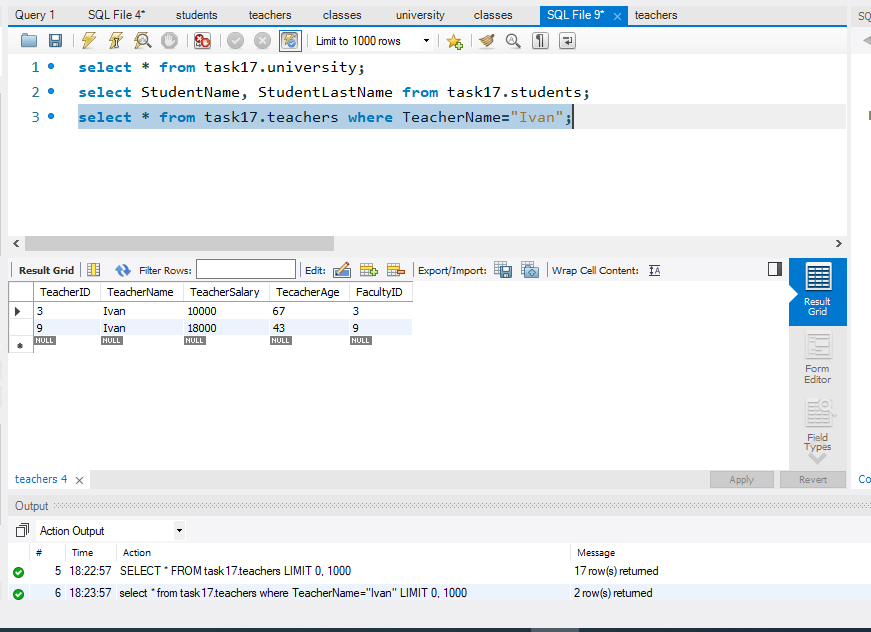 Query 1 SQL File 4* students teachers classes university classes SQL File 9* teachers SQ
Limit to 1000 rows
1 select * from task17.university;
2 select StudentName, StudentLastName from task17.students;
3 select * from task17.teachers where TeacherName="Ivan";
Result Grid Filter Rows: Edit: Export/Import: Wrap Cell Content: IA
TeacherID TeacherName TeacherSalary TecacherAge FacultyID
3 Ivan 10000 67 3
9 Ivan 18000 43 9
NULL NULL NULL NULL NULL
Result
Grid
Form
Editor
Field
Types
teachers 4 Apply Revert Co
Output
Action Output
# Time Action Message
5 18:22:57 SELECT * FROM task17.teachers LIMIT 0, 1000 17 row(s) returned
6 18:23:57 select * from task17.teachers where TeacherName="Ivan" LIMIT 0, 1000 2 row(s) returned